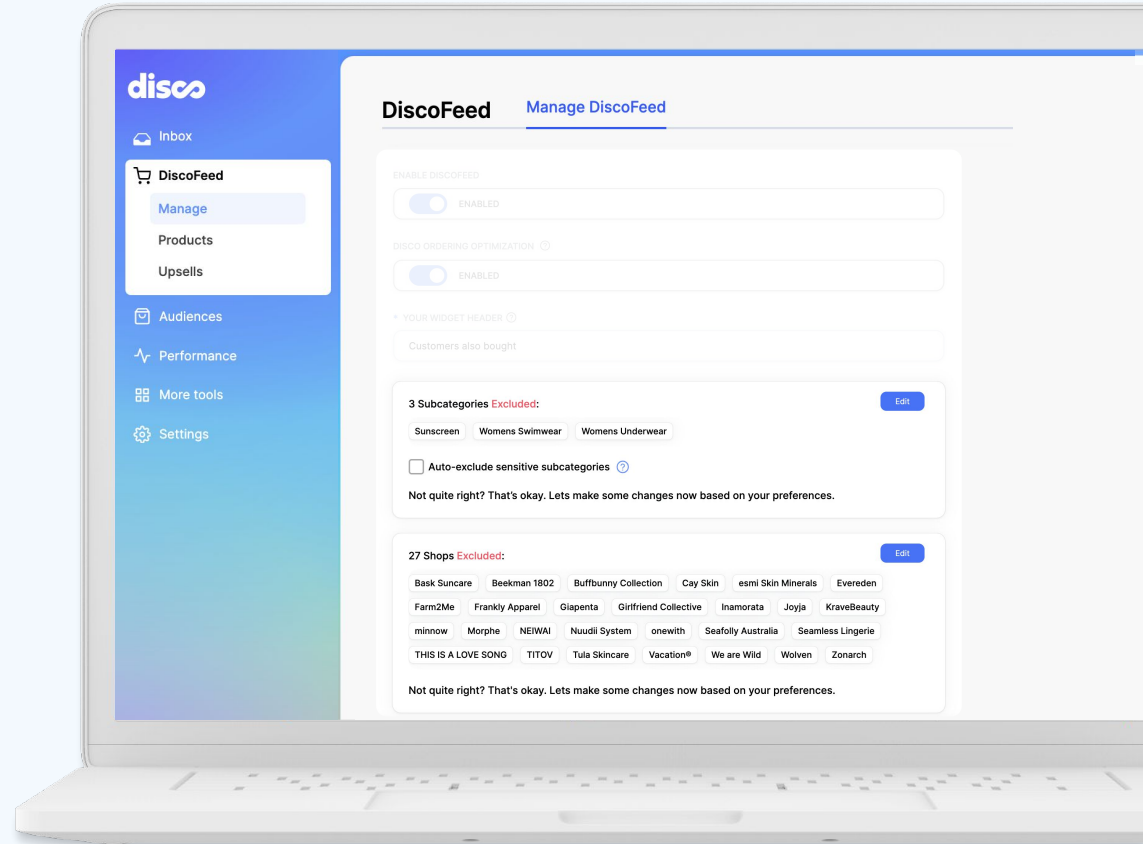 disco
Inbox
DiscoFeed
Manage
Products
Upsells
Audiences
Performance
More tools
Settings
DiscoFeed Manage DiscoFeed
ENABLE DISCOFEED
ENABLED
DISCO ORDERING OPTIMIZATION ?
ENABLED
* YOUR WIDGET HEADER ?
Customers also bought
3 Subcategories Excluded: Edit
Sunscreen Womens Swimwear Womens Underwear
Auto-exclude sensitive subcategories ?
Not quite right? That’s okay. Lets make some changes now based on your preferences.
27 Shops Excluded: Edit
Bask Suncare Beekman 1802 Buffbunny Collection Cay Skin esmi Skin Minerals Evereden
Farm2Me Frankly Apparel Giapenta Girlfriend Collective Inamorata Joyja KraveBeauty
minnow Morphe NEIWAI Nuudii System onewith Seafolly Australia Seamless Lingerie
THIS IS A LOVE SONG TITOV Tula Skincare Vacation® We are Wild Wolven Zonarch
Not quite right? That's okay. Lets make some changes now based on your preferences.